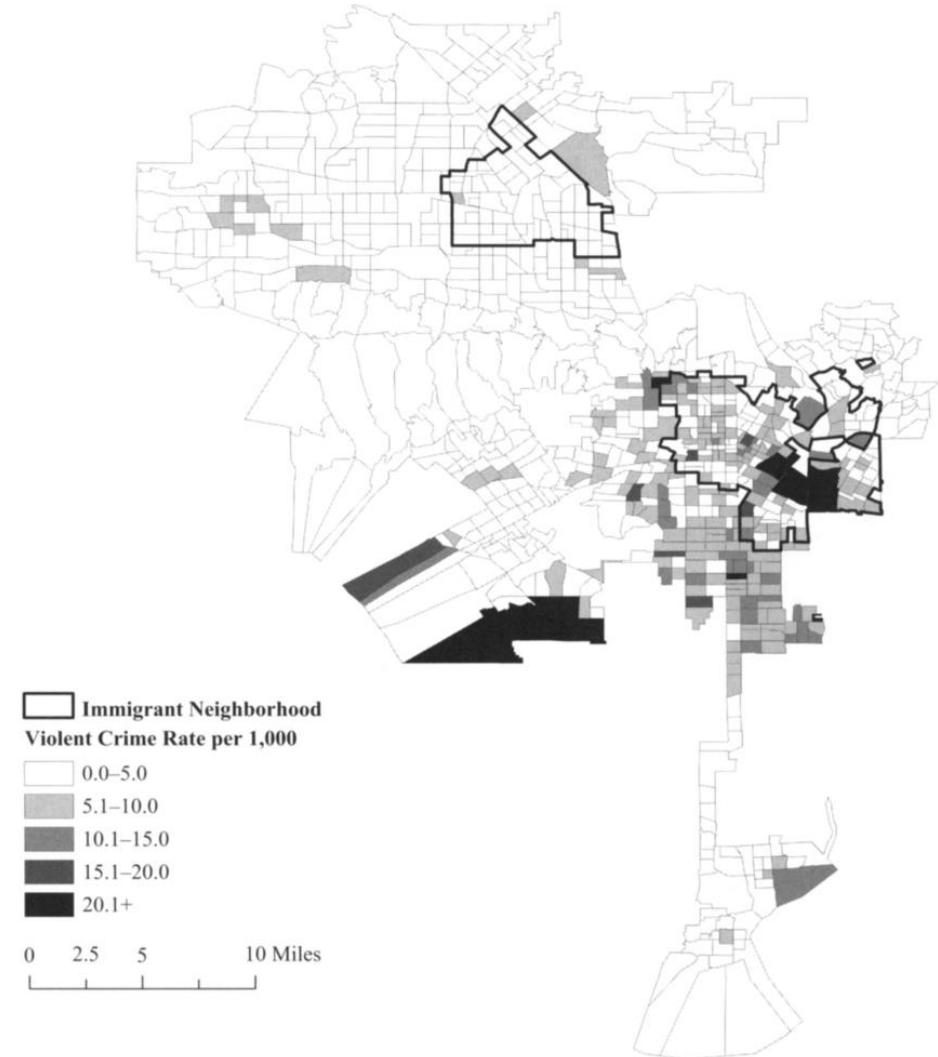 Immigrant Neighborhood
Violent Crime Rate per 1,000
0.0–5.0
5.1–10.0
10.1–15.0
15.1–20.0
20.1+
0 2.5 5 10 Miles